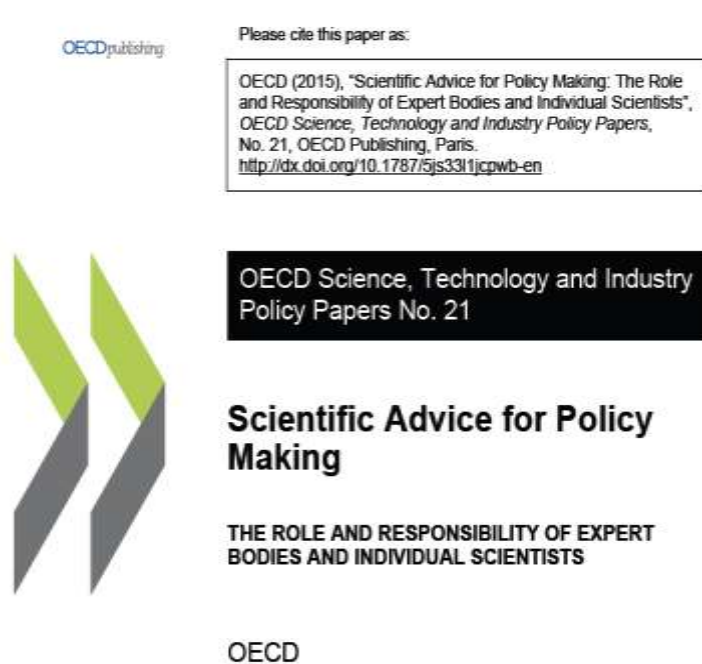 OECDpublishing
Please cite this paper as:
OECD (2015), "Scientific Advice for Policy Making: The Role
and Responsibility of Expert Bodies and Individual Scientists",
OECD Science, Technology and Industry Policy Papers,
No. 21, OECD Publishing, Paris.
http://dx.doi.org/10.1787/5js33l1jcpwb-en
OECD Science, Technology and Industry
Policy Papers No. 21
Scientific Advice for Policy
Making
THE ROLE AND RESPONSIBILITY OF EXPERT
BODIES AND INDIVIDUAL SCIENTISTS
OECD